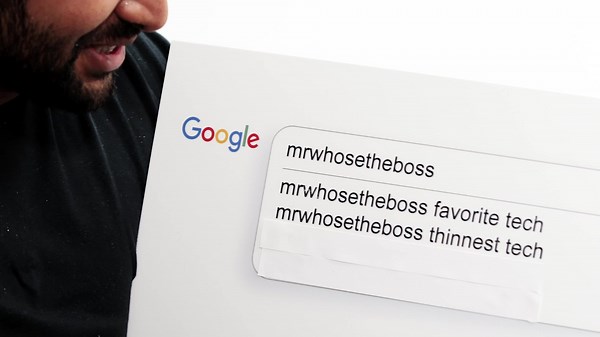 Google
mrwhosetheboss
mrwhosetheboss favorite tech
mrwhosetheboss thinnest tech